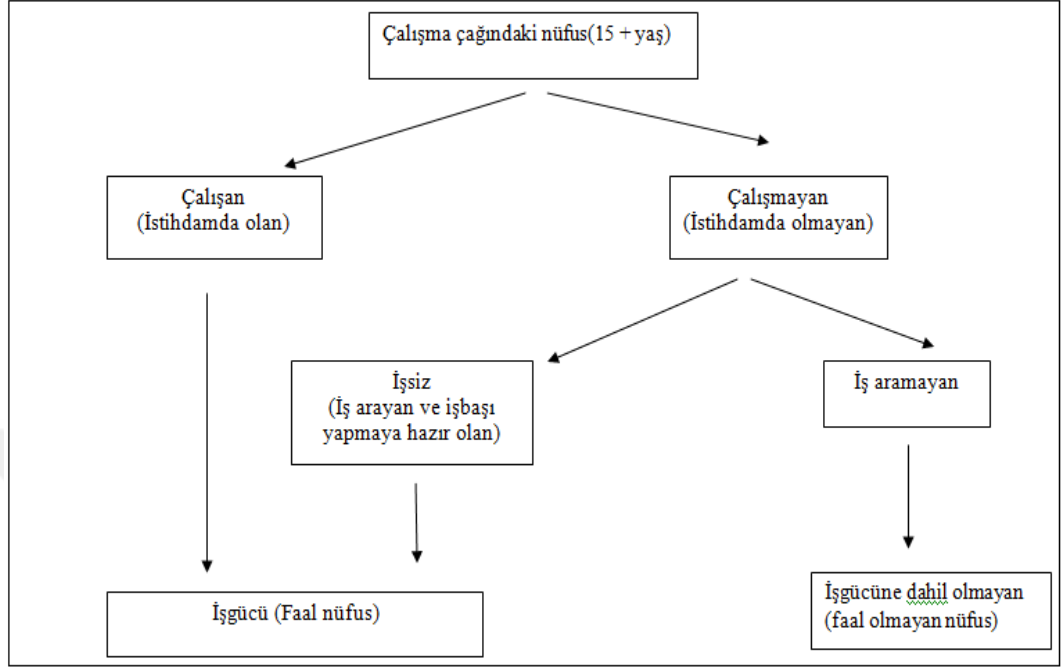 Çalışma çağındaki nüfus(15 + yaş)
Çalışan
(İstihdamda olan)
Çalışmayan
(İstihdamda olmayan)
İşsiz
(İş arayan ve işbaşı
yapmaya hazır olan)
İş aramayan
İşgücü (Faal nüfus)
İşgücüne dahil olmayan
(faal olmayan nüfus)